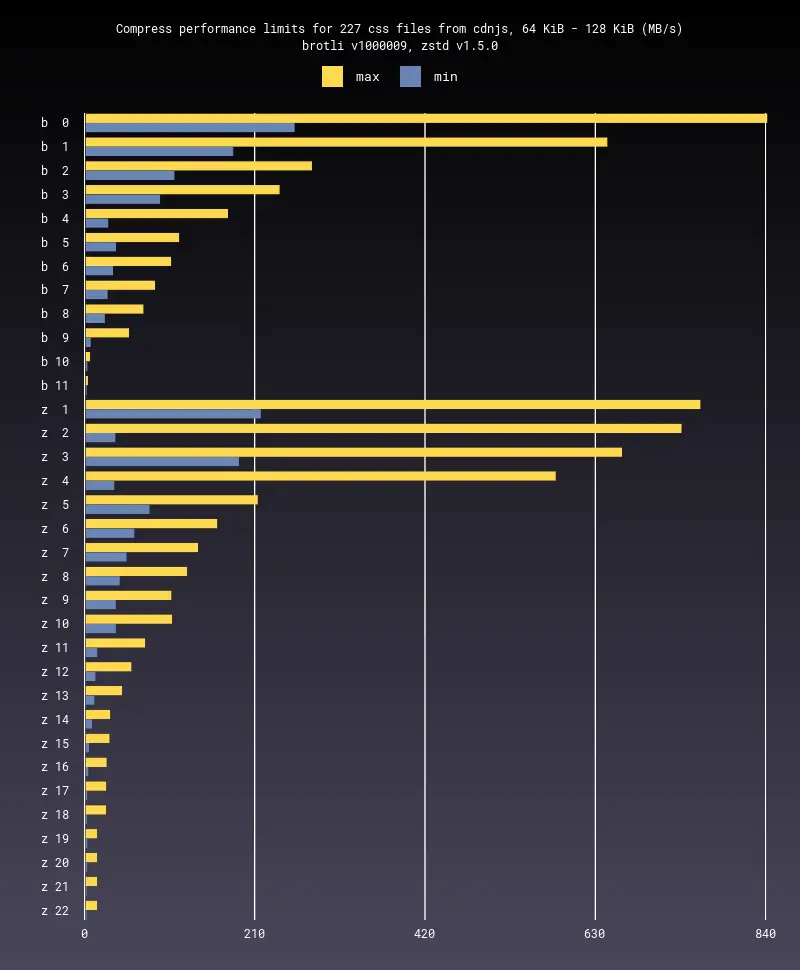 Compress performance limits for 227 css files from cdnjs, 64 KiB - 128 KiB (MB/s)
brotli v1000009, zstd v1.5.0
max min
b 0
b 1
b 2
b 3
b 4
b 5
b 6
b 7
b 8
b 9
b 10
b 11
z 1
z 2
z 3
z 4
z 5
z 6
z 7
z 8
z 9
z 10
z 11
z 12
z 13
z 14
z 15
z 16
z 17
z 18
z 19
z 20
z 21
z 22
0 210 420 630 840